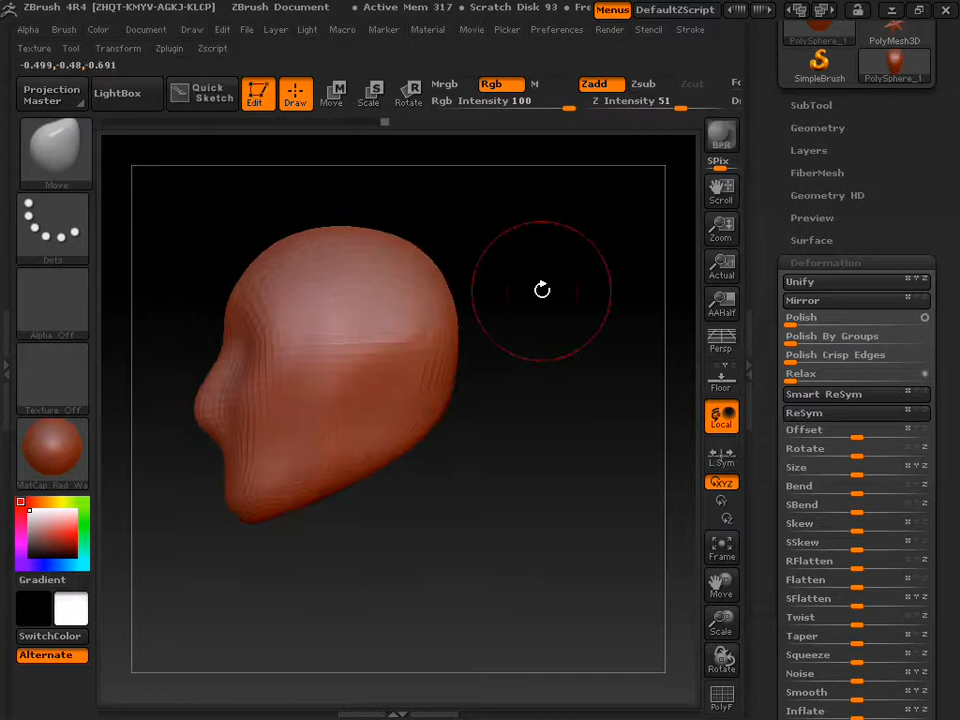 ZBrush 4R4 [ZHQT-KMYV-AGKJ-KLCP] ZBrush Document • Active Mem 317 • Scratch Disk 93 • Menus DefaultZScript
Alpha Brush Color Document Draw Edit File Layer Light Macro Marker Material Movie Picker Preferences Render Stencil Stroke
Texture Tool Transform Zplugin Zscript
-0.499,-0.48,-0.691
Projection Master
LightBox
Quick Sketch
Edit
Draw
Move
Scale
Rotate
Mrgb Rgb M Zadd Zsub Zcut
Rgb Intensity 100 Z Intensity 51
Move
Dots
Alpha Off
Texture Off
MatCap Red Wa
Gradient
SwitchColor
Alternate
BPR
SPix
Scroll
Zoom
Actual
AAHalf
Persp
Floor
Local
L.Sym
XYZ
Y
Z
Frame
Move
Scale
Rotate
PolyF
PolySphere_1 PolyMesh3D
SimpleBrush PolySphere_1
SubTool
Geometry
Layers
FiberMesh
Geometry HD
Preview
Surface
Deformation
Unify
Mirror
Polish
Polish By Groups
Polish Crisp Edges
Relax
Smart ReSym
ReSym
Offset
Rotate
Size
Bend
SBend
Skew
SSkew
RFlatten
Flatten
SFlatten
Twist
Taper
Squeeze
Noise
Smooth
Inflate